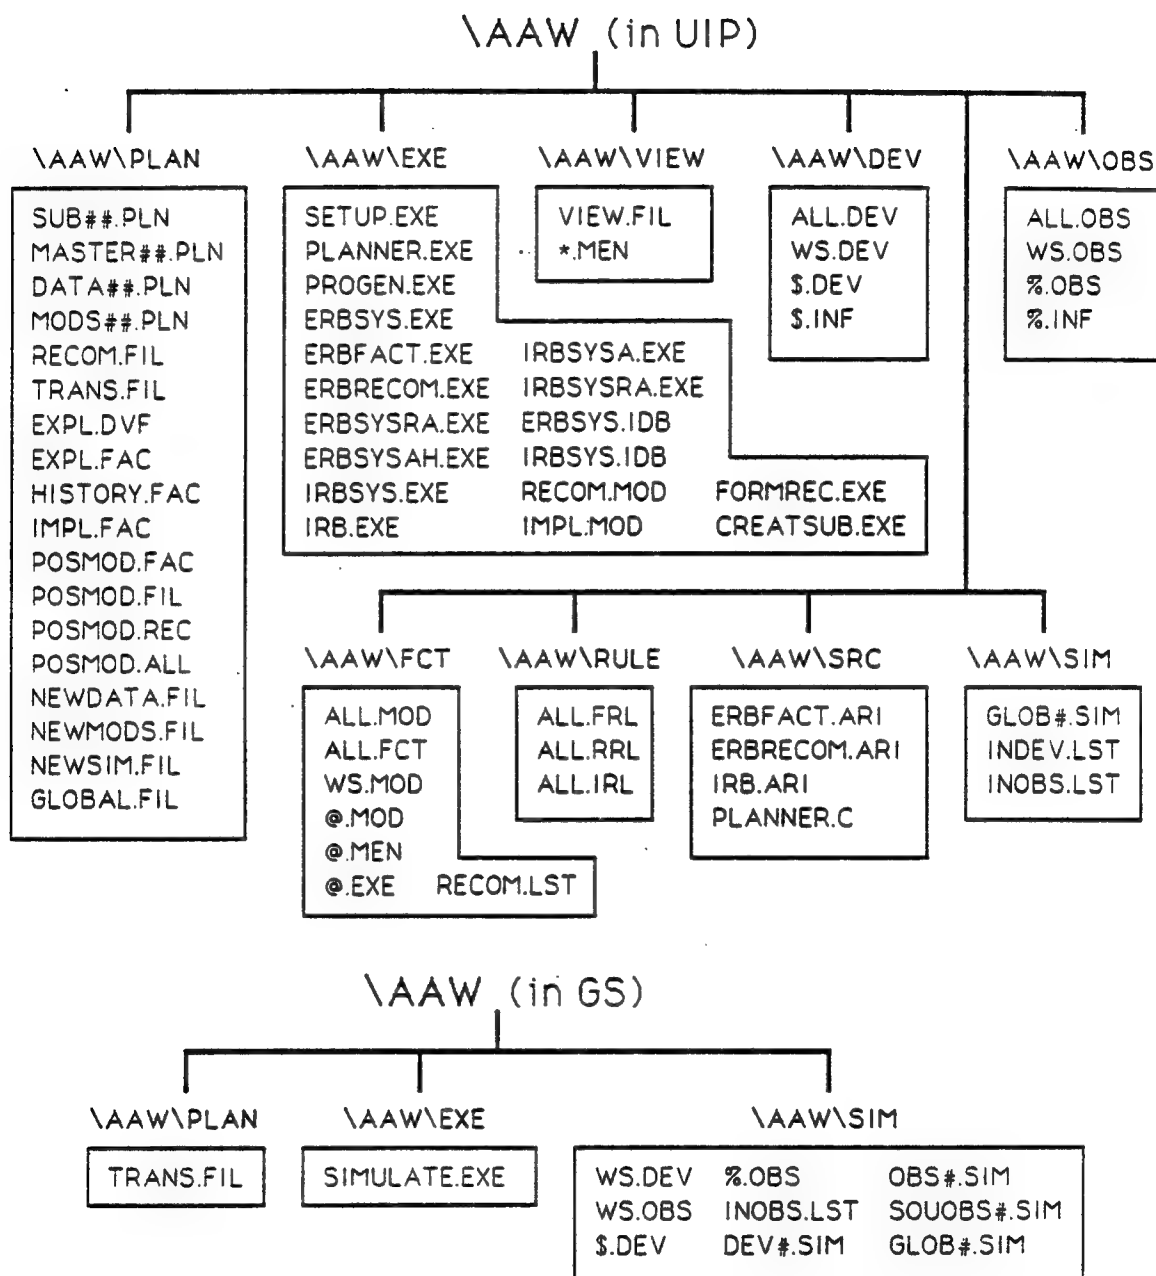 \AAW (in UIP)
\AAW\PLAN
SUB##.PLN
MASTER##.PLN
DATA##.PLN
MODS##.PLN
RECOM.FIL
TRANS.FIL
EXPL.DVF
EXPL.FAC
HISTORY.FAC
IMPL.FAC
POSMOD.FAC
POSMOD.FIL
POSMOD.REC
POSMOD.ALL
NEWDATA.FIL
NEWMODS.FIL
NEWSIM.FIL
GLOBAL.FIL
\AAW\EXE
SETUP.EXE
PLANNER.EXE
PROGEN.EXE
ERBSYS.EXE
ERBFACT.EXE
ERBRECOM.EXE
ERBSYSRA.EXE
ERBSYSAH.EXE
IRBSYS.EXE
IRB.EXE
IRBSYSA.EXE
IRBSYSRA.EXE
ERBSYS.IDB
IRBSYS.IDB
RECOM.MOD
IMPL.MOD
FORMREC.EXE
CREATSUB.EXE
\AAW\VIEW
VIEW.FIL
*.MEN
\AAW\DEV
ALL.DEV
WS.DEV
$.DEV
$.INF
\AAW\OBS
ALL.OBS
WS.OBS
%.OBS
%.INF
\AAW\FCT
ALL.MOD
ALL.FCT
WS.MOD
@.MOD
@.MEN
@.EXE RECOM.LST
\AAW\RULE
ALL.FRL
ALL.RRL
ALL.IRL
\AAW\SRC
ERBFACT.ARI
ERBRECOM.ARI
IRB.ARI
PLANNER.C
\AAW\SIM
GLOB#.SIM
INDEV.LST
INOBS.LST
\AAW (in GS)
\AAW\PLAN
TRANS.FIL
\AAW\EXE
SIMULATE.EXE
\AAW\SIM
WS.DEV %.OBS OBS#.SIM
WS.OBS INOBS.LST SOUOBS#.SIM
$.DEV DEV#.SIM GLOB#.SIM